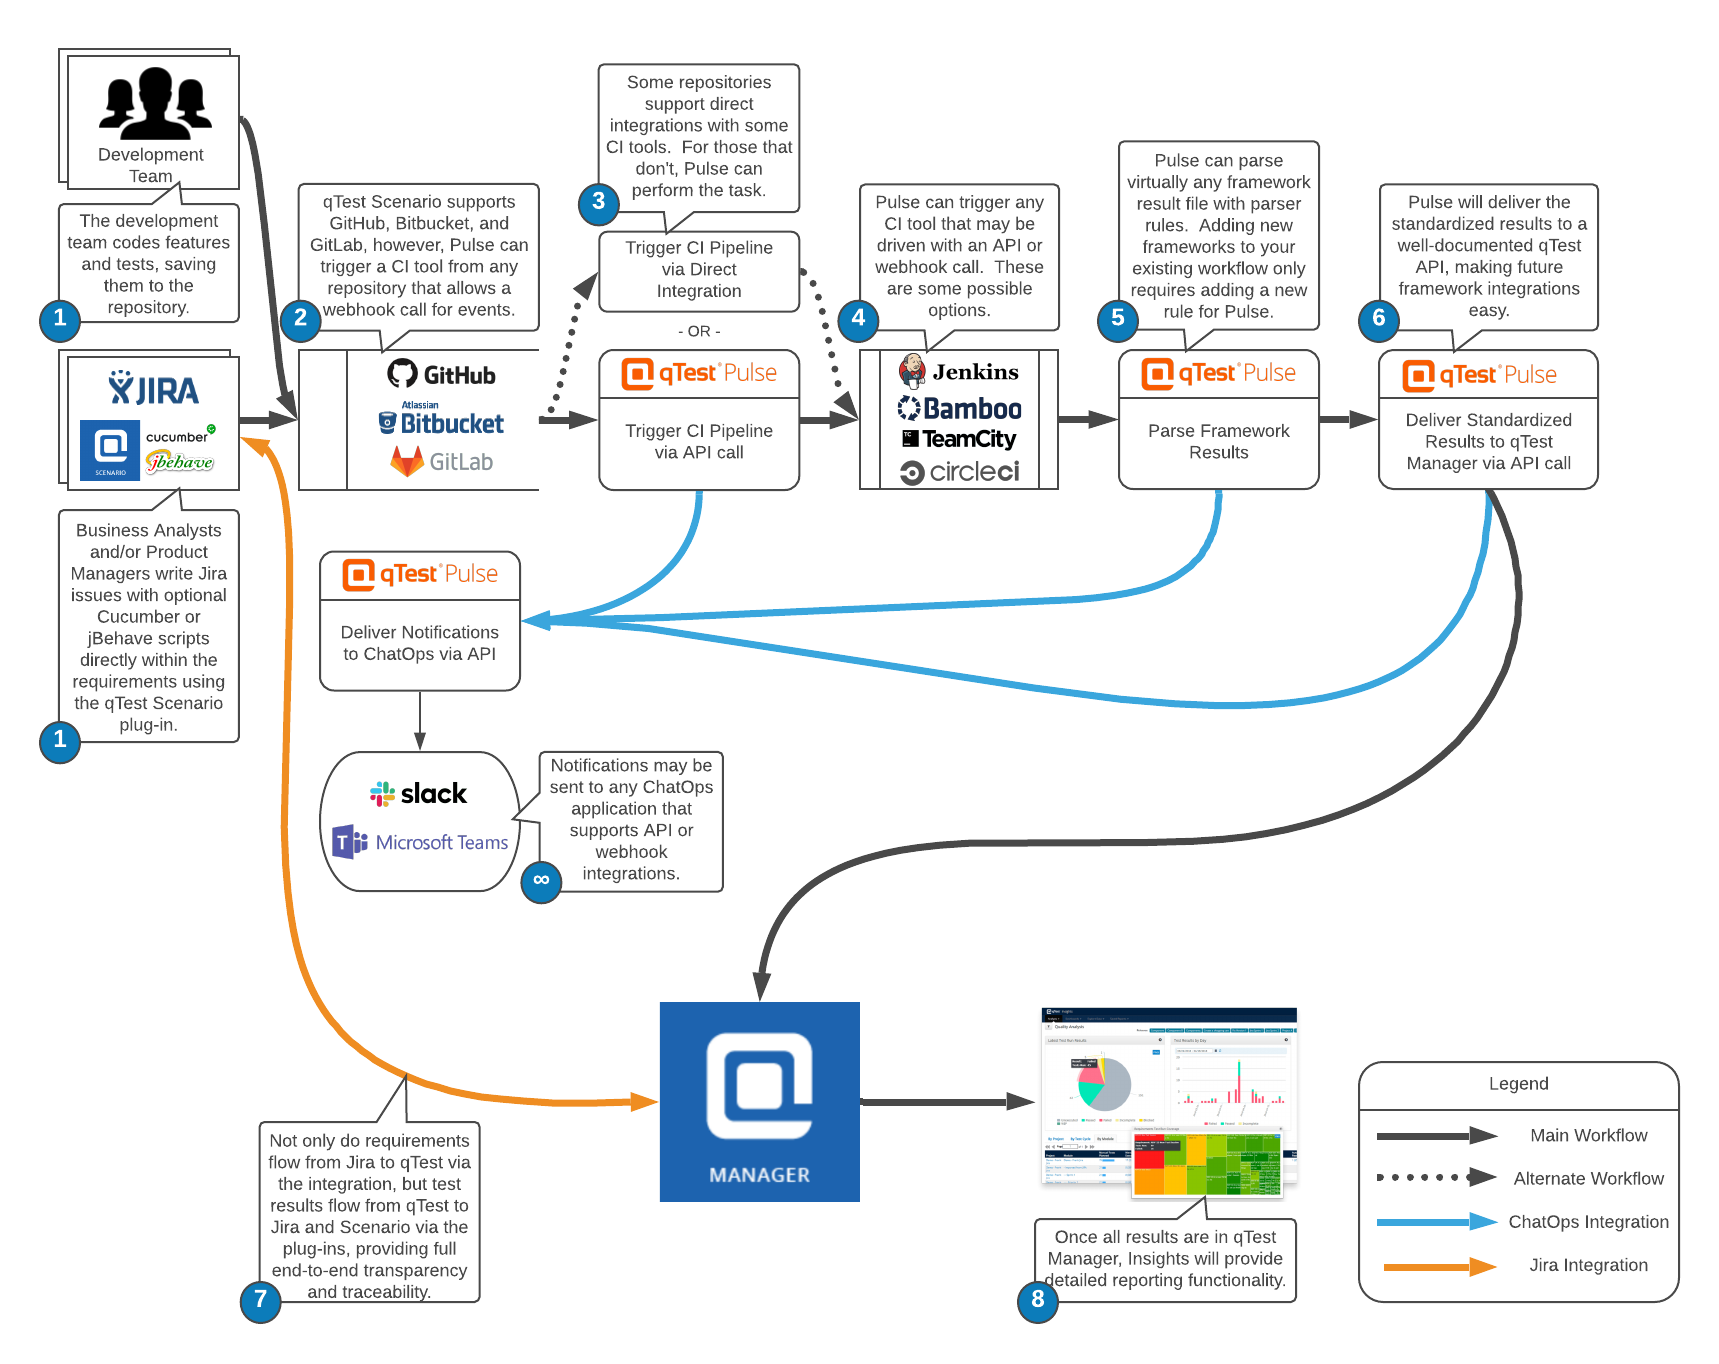 Development
Team
The development
team codes features
and tests, saving
them to the
repository.
1
JIRA
SCENARIO
cucumber
jbehave
Business Analysts
and/or Product
Managers write Jira
issues with optional
Cucumber or
jBehave scripts
directly within the
requirements using
the qTest Scenario
plug-in.
1
qTest Scenario supports
GitHub, Bitbucket, and
GitLab, however, Pulse can
trigger a CI tool from any
repository that allows a
webhook call for events.
2
GitHub
Atlassian
Bitbucket
GitLab
Some repositories
support direct
integrations with some
CI tools.  For those that
don't, Pulse can
perform the task.
3
Trigger CI Pipeline
via Direct
Integration
- OR -
qTest Pulse
Trigger CI Pipeline
via API call
Pulse can trigger any
CI tool that may be
driven with an API or
webhook call.  These
are some possible
options.
4
Jenkins
Bamboo
TC TeamCity
circleci
Pulse can parse
virtually any framework
result file with parser
rules.  Adding new
frameworks to your
existing workflow only
requires adding a new
rule for Pulse.
5
qTest Pulse
Parse Framework
Results
Pulse will deliver the
standardized results to a
well-documented qTest
API, making future
framework integrations
easy.
6
qTest Pulse
Deliver Standardized
Results to qTest
Manager via API call
qTest Pulse
Deliver Notifications
to ChatOps via API
slack
T Microsoft Teams
Notifications may be
sent to any ChatOps
application that
supports API or
webhook
integrations.
∞
MANAGER
Not only do requirements
flow from Jira to qTest via
the integration, but test
results flow from qTest to
Jira and Scenario via the
plug-ins, providing full
end-to-end transparency
and traceability.
7
Quality Analysis
Latest Test Run Results
Test Results by Day
Once all results are in qTest
Manager, Insights will provide
detailed reporting functionality.
8
Legend
Main Workflow
Alternate Workflow
ChatOps Integration
Jira Integration